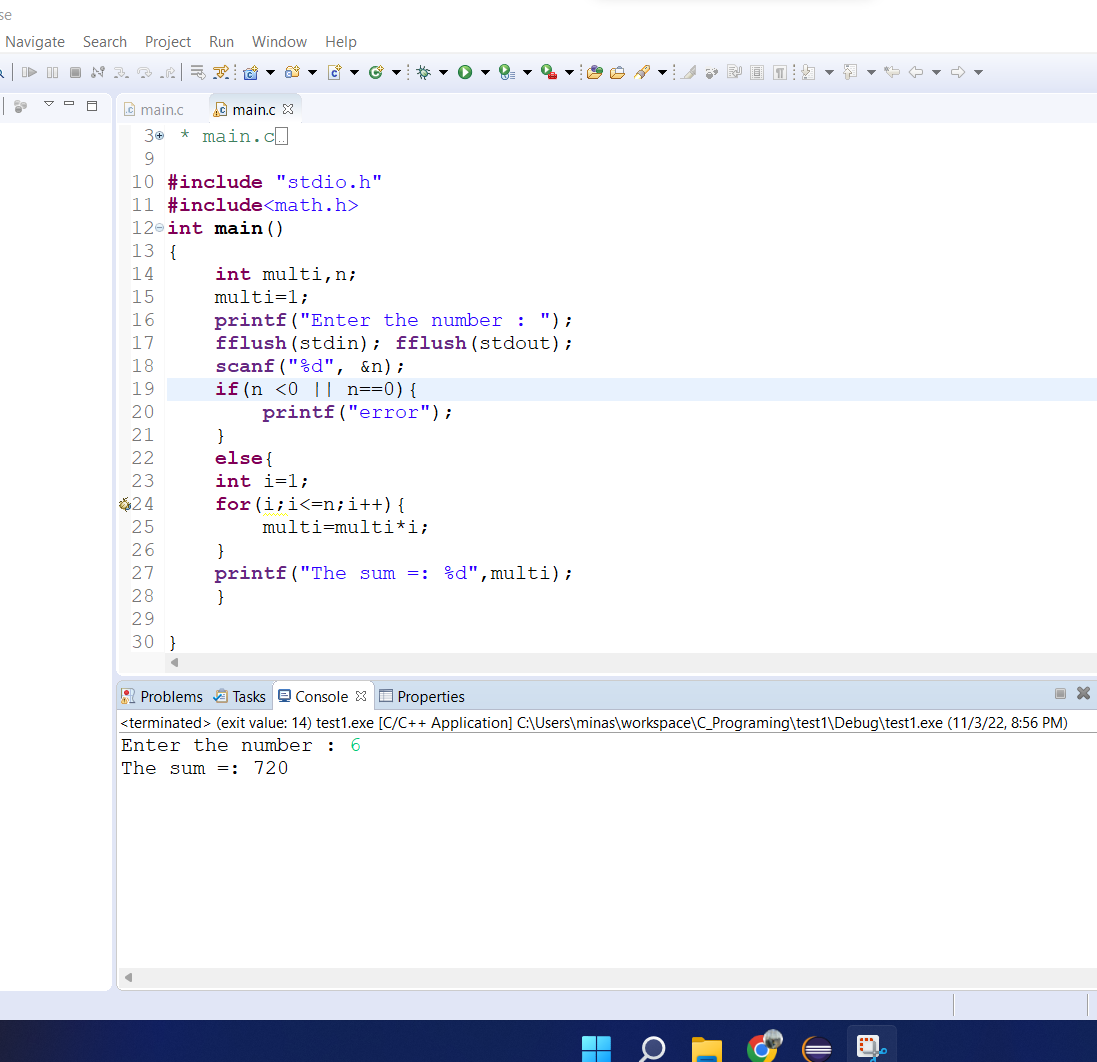 se
Navigate Search Project Run Window Help
main.c main.c
3 * main.c
9
10 #include "stdio.h"
11 #include<math.h>
12 int main()
13 {
14 int multi,n;
15 multi=1;
16 printf("Enter the number : ");
17 fflush(stdin); fflush(stdout);
18 scanf("%d", &n);
19 if(n <0 || n==0){
20 printf("error");
21 }
22 else{
23 int i=1;
24 for(i;i<=n;i++){
25 multi=multi*i;
26 }
27 printf("The sum =: %d",multi);
28 }
29
30 }
Problems Tasks Console Properties
<terminated> (exit value: 14) test1.exe [C/C++ Application] C:\Users\minas\workspace\C_Programing\test1\Debug\test1.exe (11/3/22, 8:56 PM)
Enter the number : 6
The sum =: 720